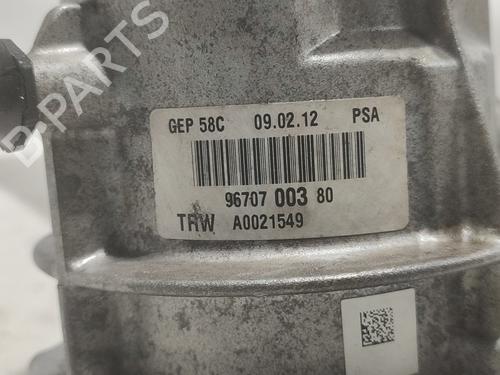 GEP 58C 09.02.12 PSA
96707 003 80
TRW A0021549
B-PARTS